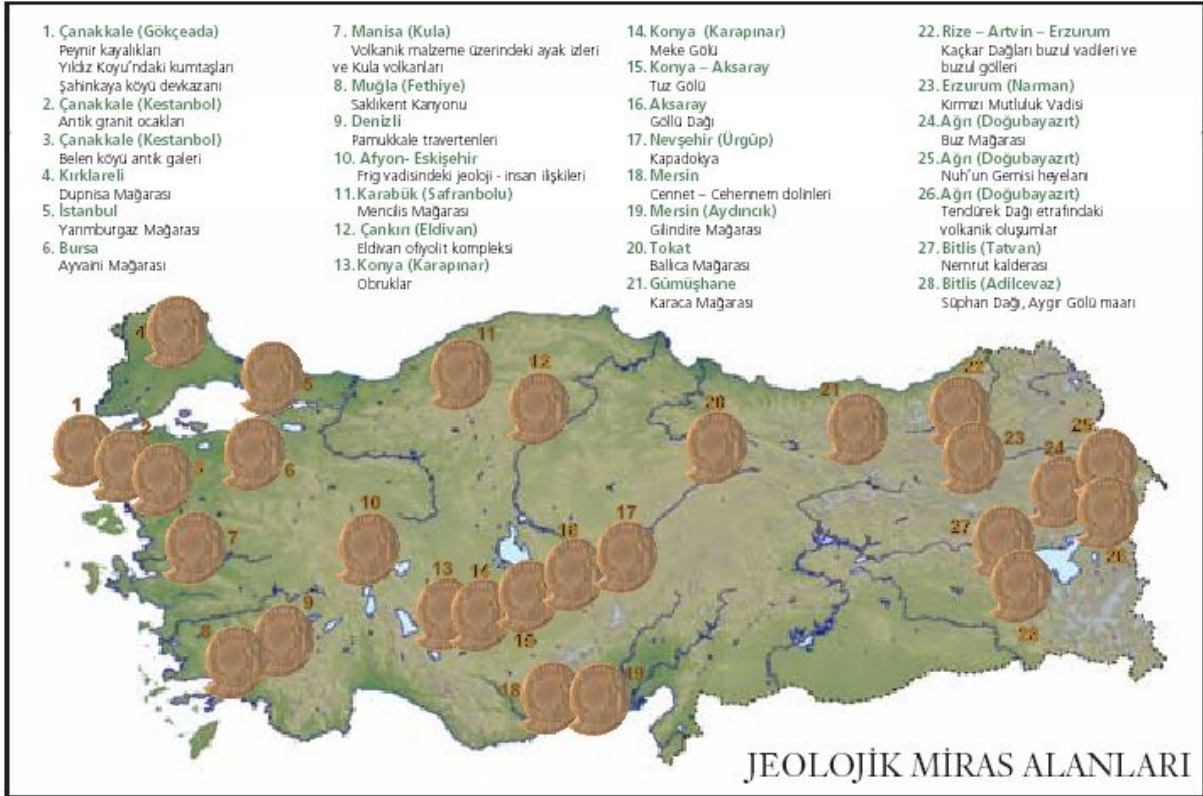 1. Çanakkale (Gökçeada)
Peynir kayalıkları
Yıldız Koyu'ndaki kumtaşları
Şahinkaya köyü devkazanı
2. Çanakkale (Kestanbol)
Antik granit ocakları
3. Çanakkale (Kestanbol)
Belen köyü antik galeri
4. Kırklareli
Dupnisa Mağarası
5. İstanbul
Yarımburgaz Mağarası
6. Bursa
Ayvaini Mağarası
7. Manisa (Kula)
Volkanik malzeme üzerindeki ayak izleri
ve Kula volkanları
8. Muğla (Fethiye)
Saklıkent Kanyonu
9. Denizli
Pamukkale travertenleri
10. Afyon- Eskişehir
Frig vadisindeki jeoloji - insan ilişkileri
11. Karabük (Safranbolu)
Mencilis Mağarası
12. Çankırı (Eldivan)
Eldivan ofiyolit kompleksi
13. Konya (Karapınar)
Obruklar
14. Konya (Karapınar)
Meke Gölü
15. Konya – Aksaray
Tuz Gölü
16. Aksaray
Göllü Dağı
17. Nevşehir (Ürgüp)
Kapadokya
18. Mersin
Cennet – Cehennem dolinleri
19. Mersin (Aydıncık)
Gilindire Mağarası
20. Tokat
Ballıca Mağarası
21. Gümüşhane
Karaca Mağarası
22. Rize – Artvin – Erzurum
Kaçkar Dağları buzul vadileri ve
buzul gölleri
23. Erzurum (Narman)
Kırmızı Mutluluk Vadisi
24. Ağrı (Doğubayazıt)
Buz Mağarası
25. Ağrı (Doğubayazıt)
Nuh'un Gemisi heyelanı
26. Ağrı (Doğubayazıt)
Tendürek Dağı etrafındaki
volkanik oluşumlar
27. Bitlis (Tatvan)
Nemrut kalderası
28. Bitlis (Adilcevaz)
Süphan Dağı, Aygır Gölü maarı
4
11
5
12
22
1
21
20
2
25
23
3
6
24
10
17
7
16
27
26
13
14
9
8
15
28
18
19
JEOLOJİK MİRAS ALANLARI